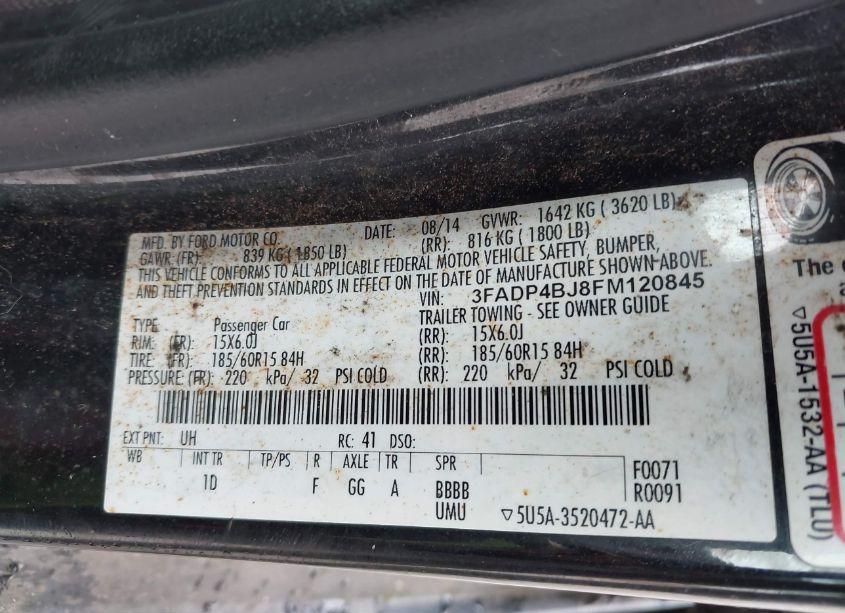 MFD. BY FORD MOTOR CO.
DATE: 08/14 GVWR: 1642 KG ( 3620 LB)
GAWR: (FR): 839 KG ( 1850 LB) (RR): 816 KG ( 1800 LB)
THIS VEHICLE CONFORMS TO ALL APPLICABLE FEDERAL MOTOR VEHICLE SAFETY, BUMPER,
AND THEFT PREVENTION STANDARDS IN EFFECT ON THE DATE OF MANUFACTURE SHOWN ABOVE.
VIN: 3FADP4BJ8FM120845
TYPE: Passenger Car TRAILER TOWING - SEE OWNER GUIDE
RIM: (FR): 15X6.0J (RR): 15X6.0J
TIRE: (FR): 185/60R15 84H (RR): 185/60R15 84H
PRESSURE: (FR): 220 kPa/ 32 PSI COLD (RR): 220 kPa/ 32 PSI COLD
EXT PNT: UH RC: 41 DSO:
WB INT TR TP/PS R AXLE TR SPR
1D F GG A BBBB
UMU
F0071
R0091
▽5U5A-3520472-AA
The
▽5U5A-1532-AA (TLU)